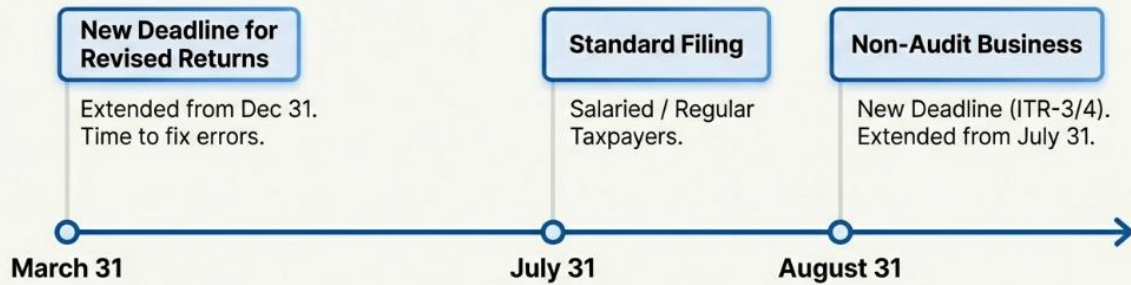 New Deadline for
Revised Returns
Extended from Dec 31.
Time to fix errors.
March 31
Standard Filing
Salaried / Regular
Taxpayers.
July 31
Non-Audit Business
New Deadline (ITR-3/4).
Extended from July 31.
August 31